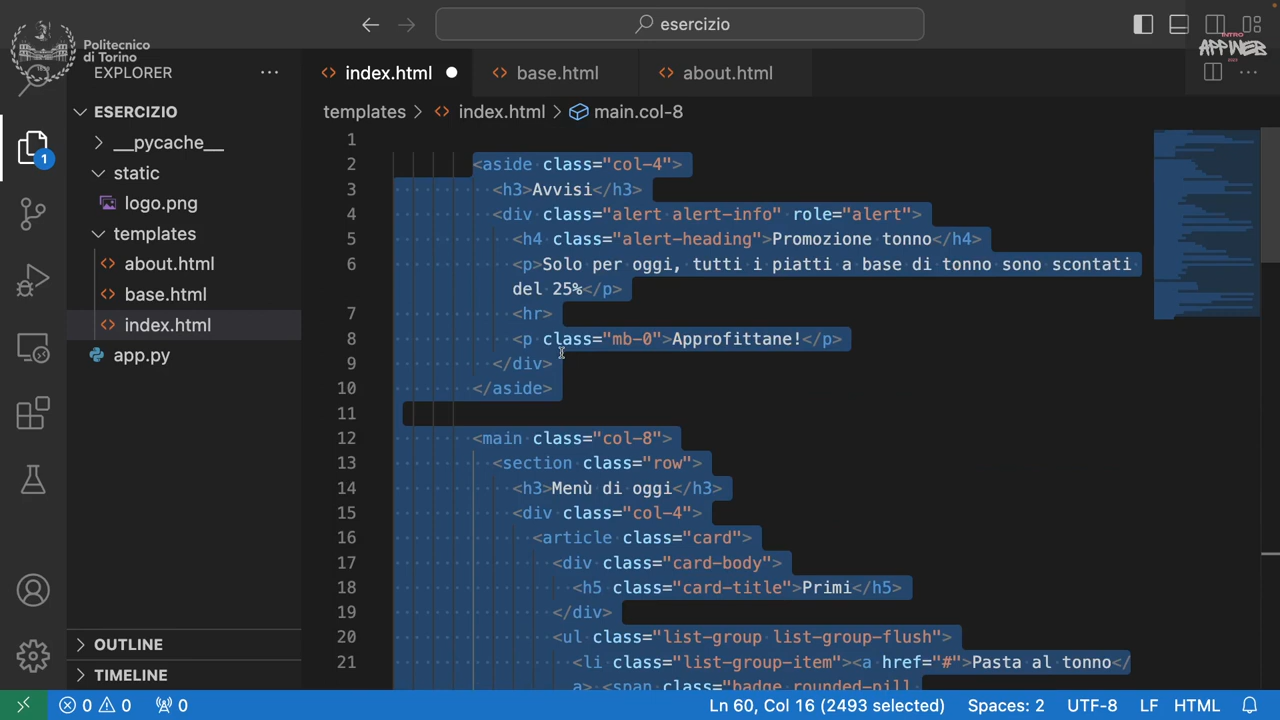 esercizio
Politecnico
di Torino
INTRO
APPIWEB
EXPLORER
index.html
base.html
about.html
ESERCIZIO
templates > index.html > main.col-8
__pycache__
static
logo.png
templates
about.html
base.html
index.html
app.py
OUTLINE
TIMELINE
1
1
2 <aside class="col-4">
3 <h3>Avvisi</h3>
4 <div class="alert alert-info" role="alert">
5 <h4 class="alert-heading">Promozione tonno</h4>
6 <p>Solo per oggi, tutti i piatti a base di tonno sono scontati
del 25%</p>
7 <hr>
8 <p class="mb-0">Approfittane!</p>
9 </div>
10 </aside>
11
12 <main class="col-8">
13 <section class="row">
14 <h3>Menù di oggi</h3>
15 <div class="col-4">
16 <article class="card">
17 <div class="card-body">
18 <h5 class="card-title">Primi</h5>
19 </div>
20 <ul class="list-group list-group-flush">
21 <li class="list-group-item"><a href="#">Pasta al tonno</
a> <span class="badge rounded-pill
0 0 0
Ln 60, Col 16 (2493 selected)
Spaces: 2
UTF-8
LF
HTML